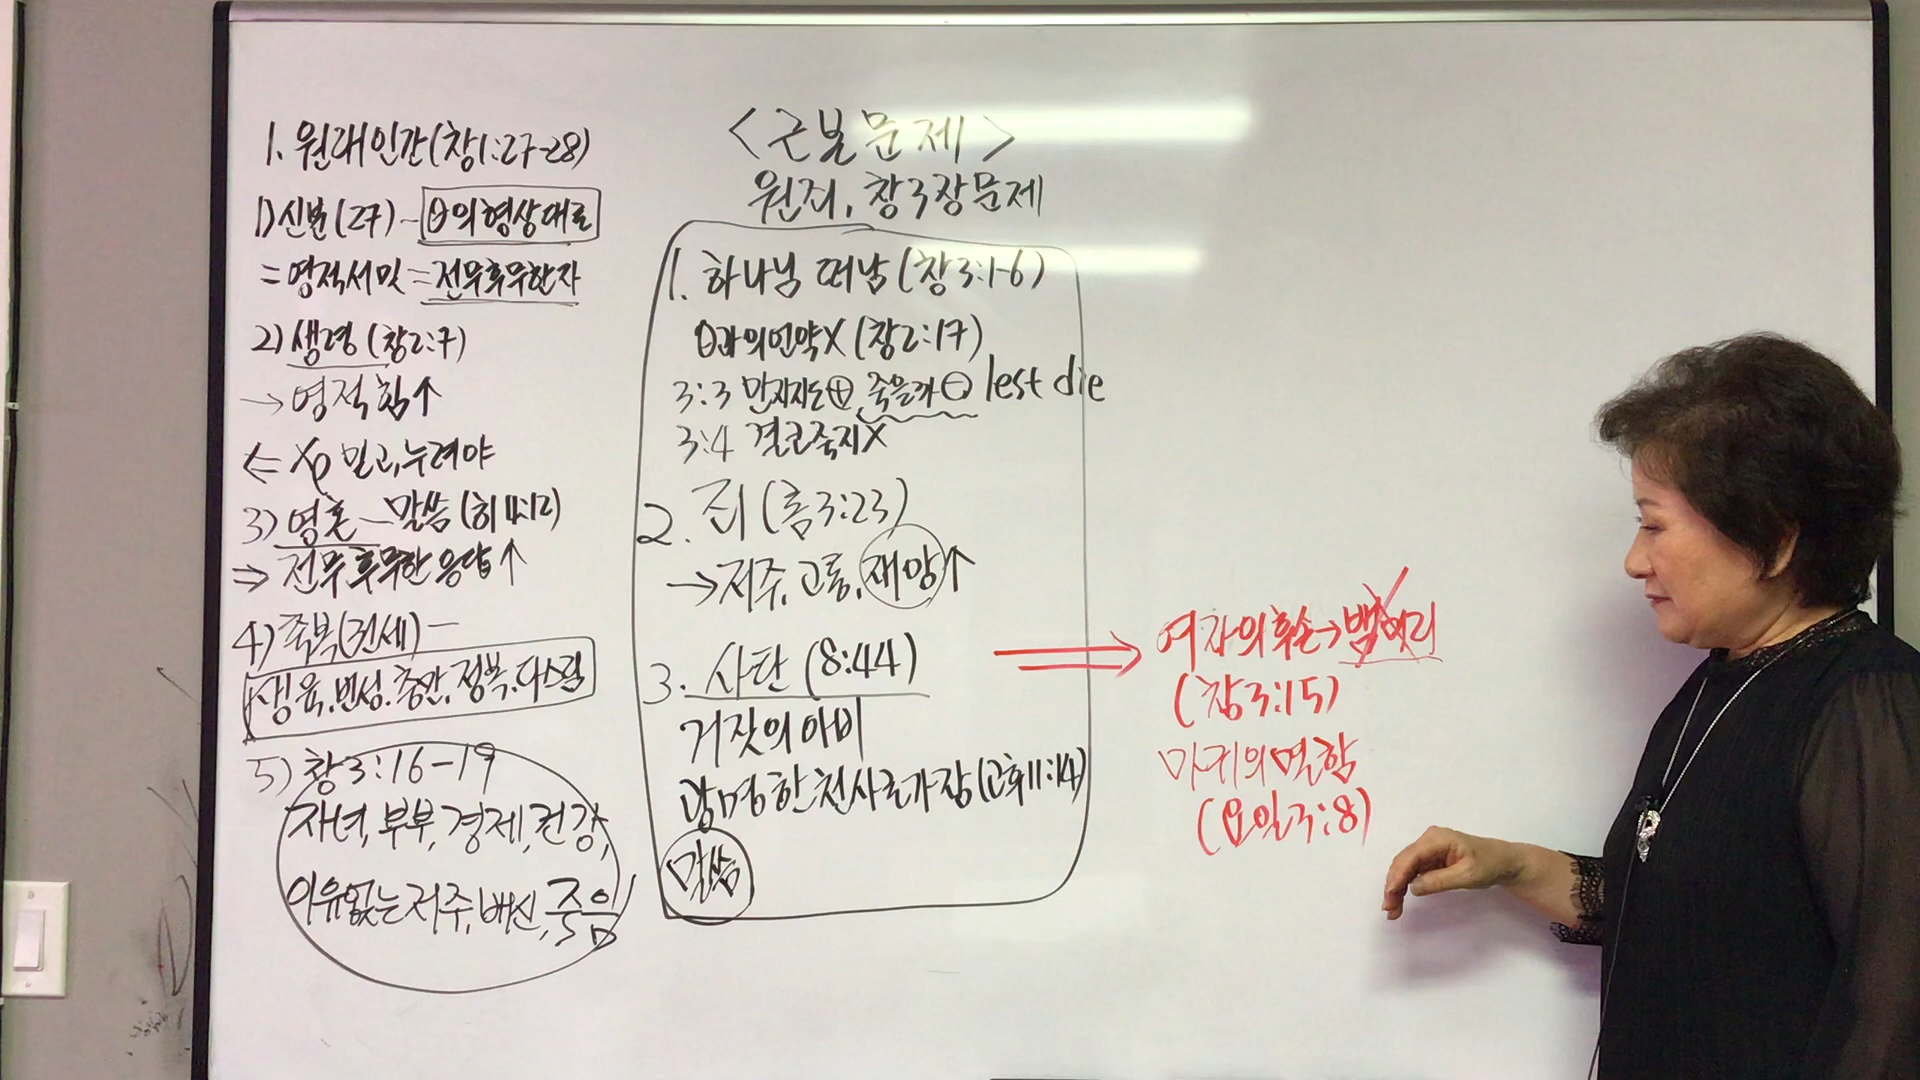 1. 원래인간(창1:27-28)
1) 신분(27) - θ의형상대로
= 영적서밋 = 전무후무한자
2) 생령 (창2:7)
→ 영적힘↑
⇐ Xp 믿고, 누려야
3) 영혼 - 말씀 (히4:12)
⇒ 전무후무한 응답↑
4) 축복(권세) -
생육, 번성, 충만, 정복, 다스림
5) 창3:16-19
자녀, 부부, 경제, 건강,
이유없는 저주, 배신, 죽음
<근본문제>
원죄, 창3장문제
1. 하나님 떠남 (창3:1-6)
θ과의언약X (창2:17)
3:3 만지지도⊕ 죽을까⊖ lest die
3:4 결코죽지X
2. 죄 (롬3:23)
→ 저주, 고통, 재앙↑
3. 사단 (8:44)
거짓의아비
광명한천사로가장(고후11:14)
말씀
여자의후손→뱀머리
(창3:15)
마귀의멸함
(요일3:8)